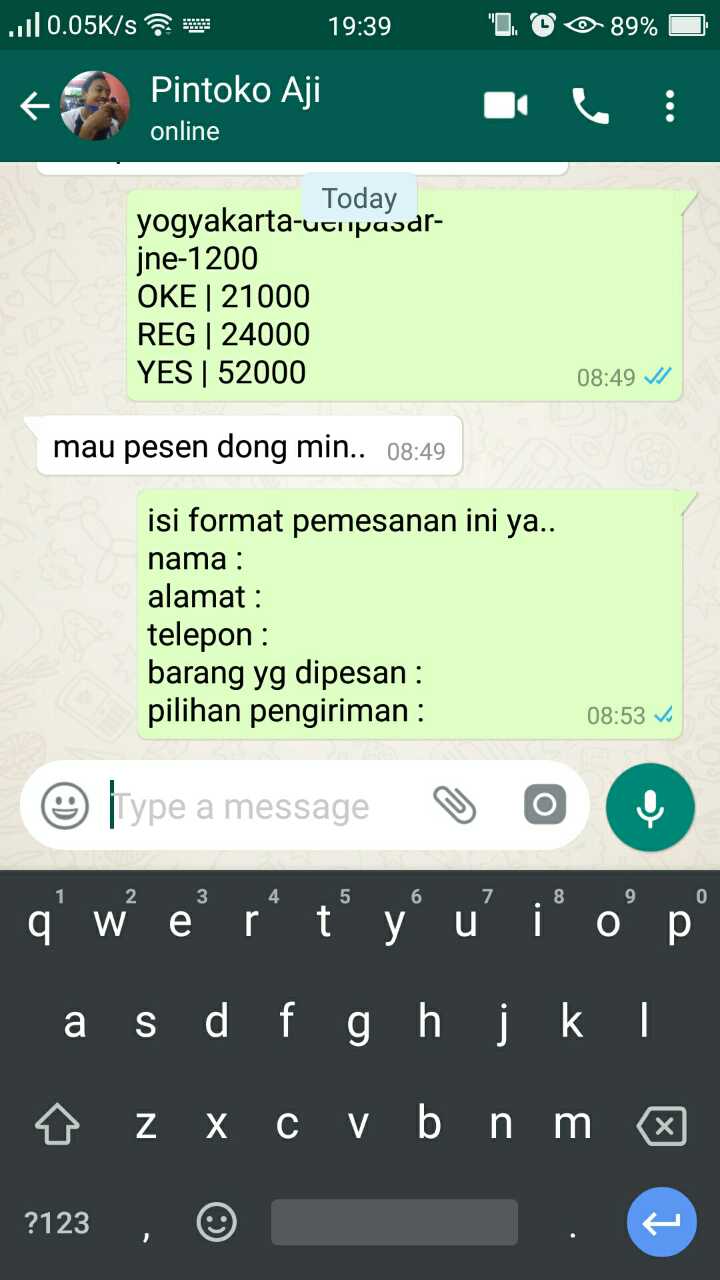 0.05K/s 19:39 89%
Pintoko Aji
online
Today
yogyakarta-denpasar-
jne-1200
OKE | 21000
REG | 24000
YES | 52000
08:49
mau pesen dong min.. 08:49
isi format pemesanan ini ya..
nama :
alamat :
telepon :
barang yg dipesan :
pilihan pengiriman :
08:53
Type a message
1 2 3 4 5 6 7 8 9 0
q w e r t y u i o p
a s d f g h j k l
z x c v b n m
?123 , .